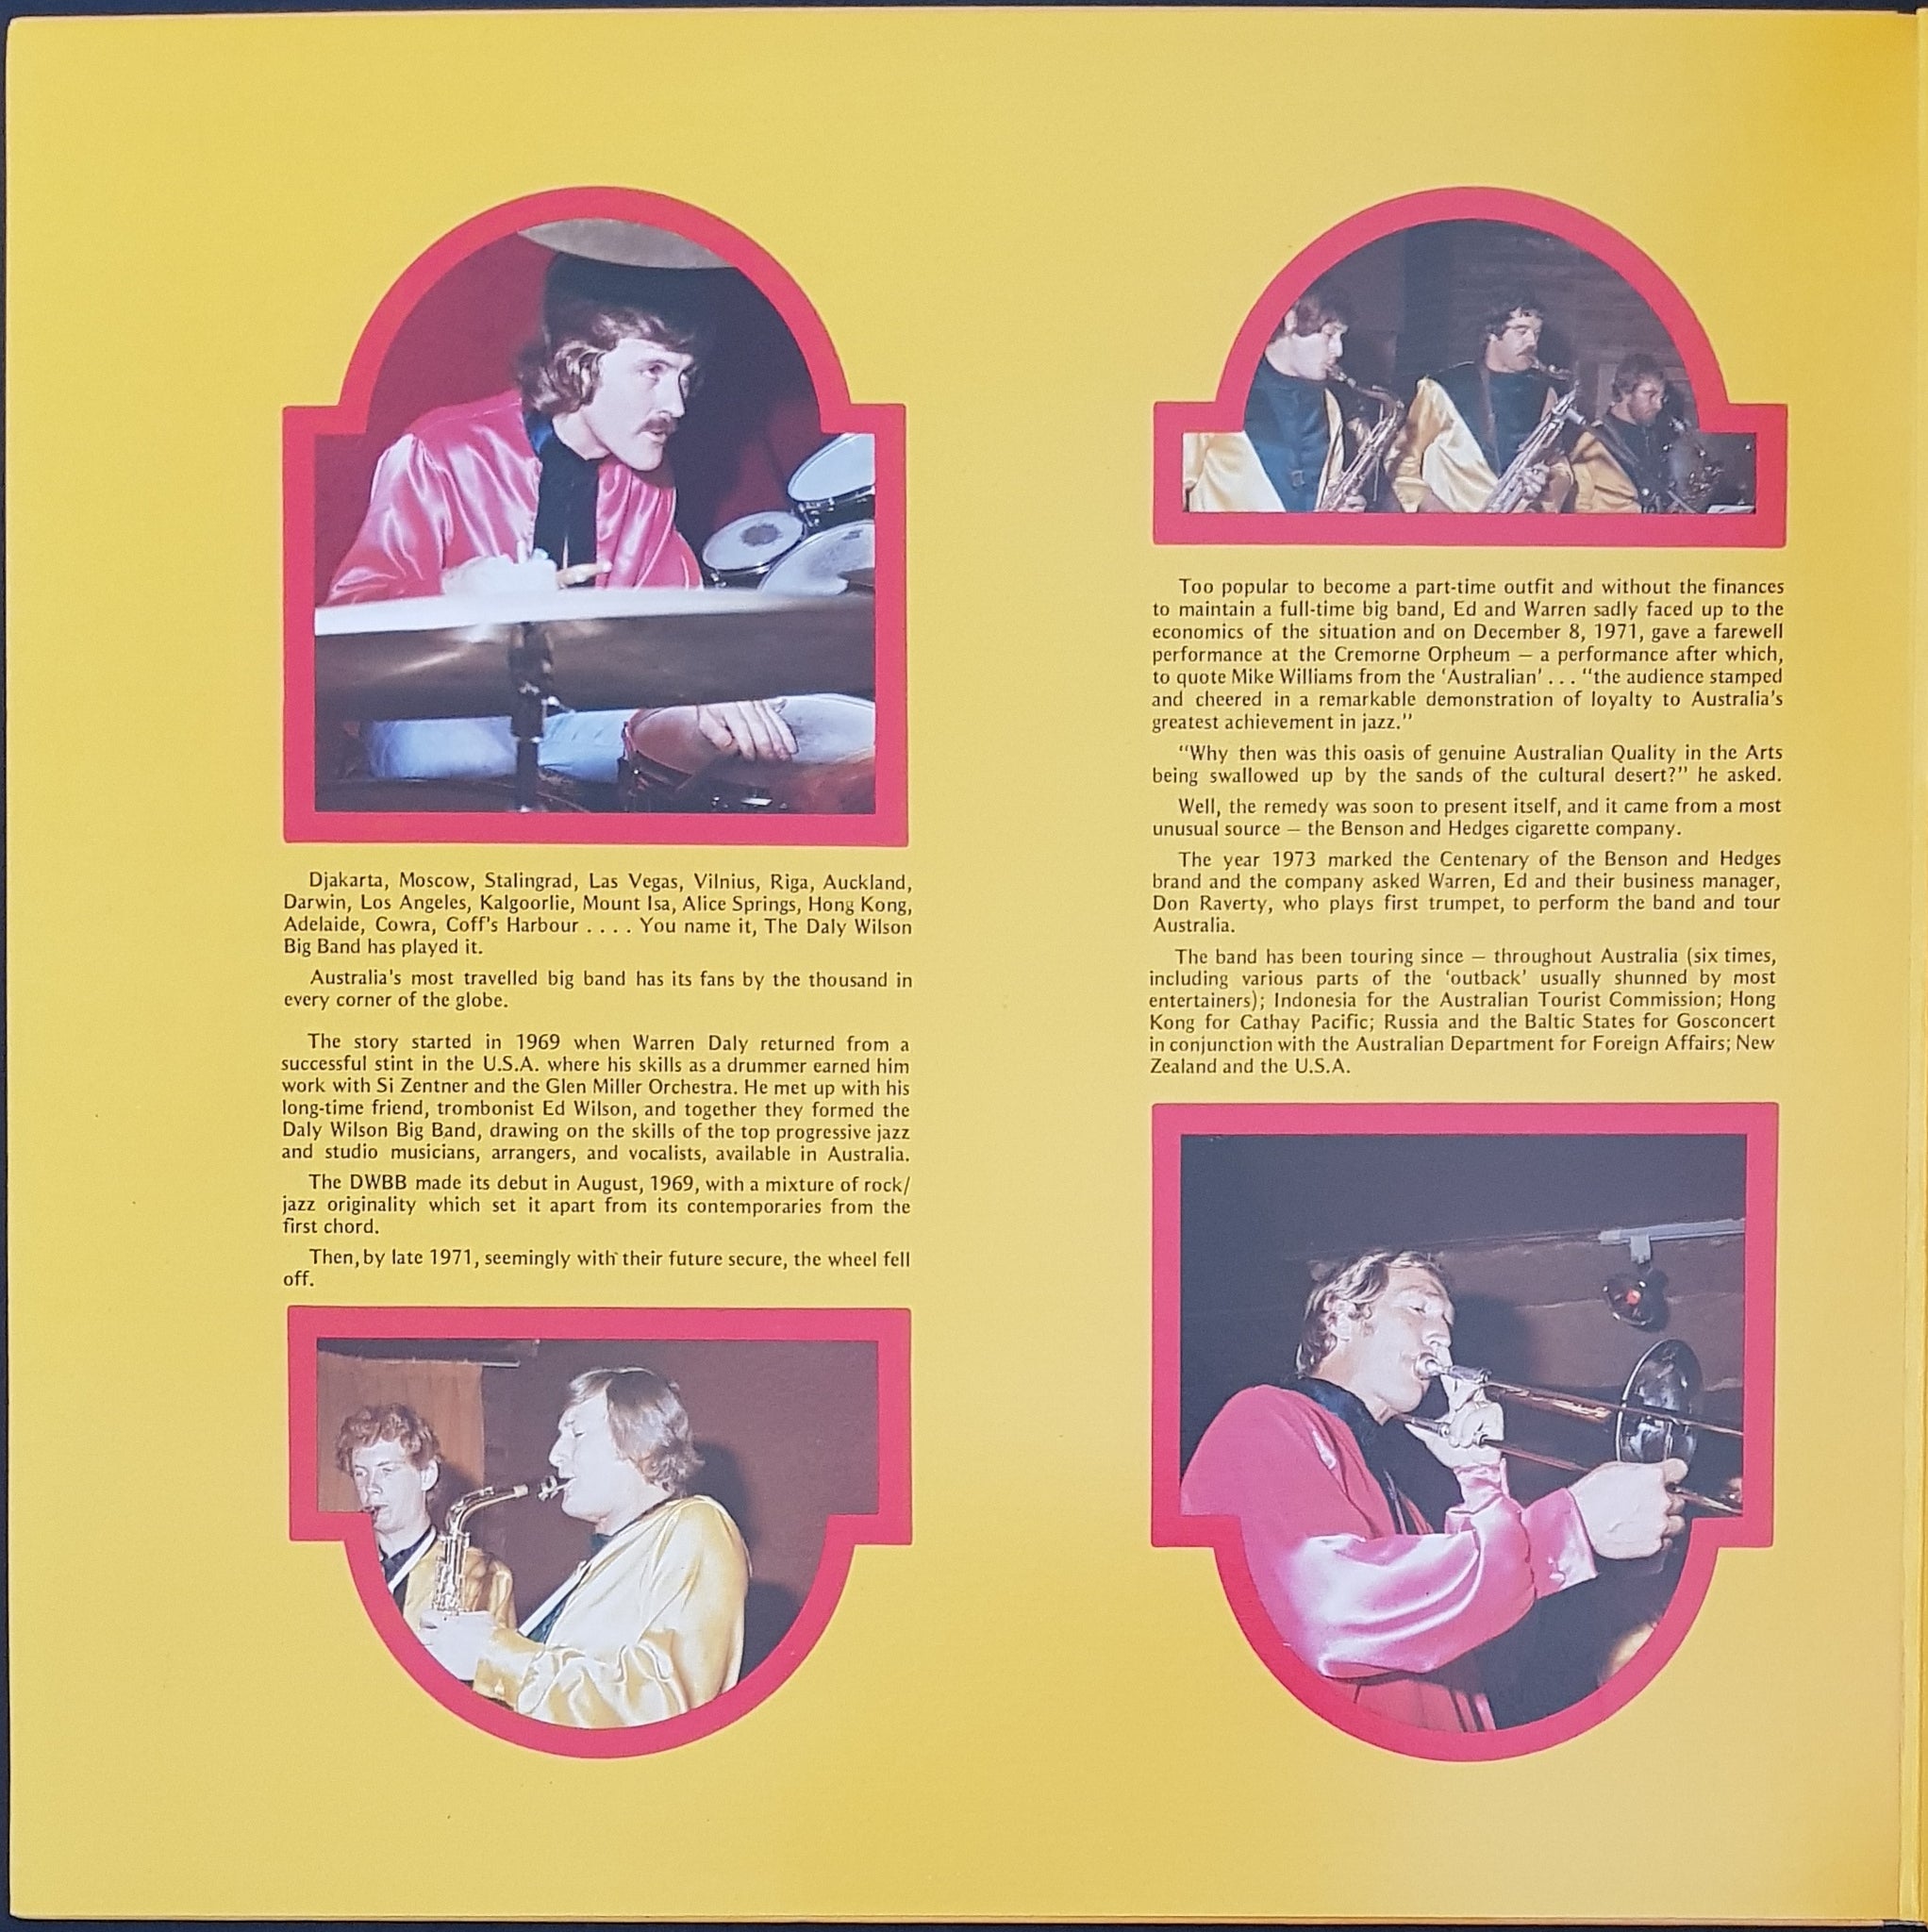 Djakarta, Moscow, Stalingrad, Las Vegas, Vilnius, Riga, Auckland,
Darwin, Los Angeles, Kalgoorlie, Mount Isa, Alice Springs, Hong Kong,
Adelaide, Cowra, Coff's Harbour . . . . You name it, The Daly Wilson
Big Band has played it.
Australia's most travelled big band has its fans by the thousand in
every corner of the globe.
The story started in 1969 when Warren Daly returned from a
successful stint in the U.S.A. where his skills as a drummer earned him
work with Si Zentner and the Glen Miller Orchestra. He met up with his
long-time friend, trombonist Ed Wilson, and together they formed the
Daly Wilson Big Band, drawing on the skills of the top progressive jazz
and studio musicians, arrangers, and vocalists, available in Australia.
The DWBB made its debut in August, 1969, with a mixture of rock/
jazz originality which set it apart from its contemporaries from the
first chord.
Then, by late 1971, seemingly with their future secure, the wheel fell
off.
Too popular to become a part-time outfit and without the finances
to maintain a full-time big band, Ed and Warren sadly faced up to the
economics of the situation and on December 8, 1971, gave a farewell
performance at the Cremorne Orpheum – a performance after which,
to quote Mike Williams from the 'Australian' . . . "the audience stamped
and cheered in a remarkable demonstration of loyalty to Australia's
greatest achievement in jazz."
"Why then was this oasis of genuine Australian Quality in the Arts
being swallowed up by the sands of the cultural desert?" he asked.
Well, the remedy was soon to present itself, and it came from a most
unusual source – the Benson and Hedges cigarette company.
The year 1973 marked the Centenary of the Benson and Hedges
brand and the company asked Warren, Ed and their business manager,
Don Raverty, who plays first trumpet, to perform the band and tour
Australia.
The band has been touring since – throughout Australia (six times,
including various parts of the 'outback' usually shunned by most
entertainers); Indonesia for the Australian Tourist Commission; Hong
Kong for Cathay Pacific; Russia and the Baltic States for Gosconcert
in conjunction with the Australian Department for Foreign Affairs; New
Zealand and the U.S.A.